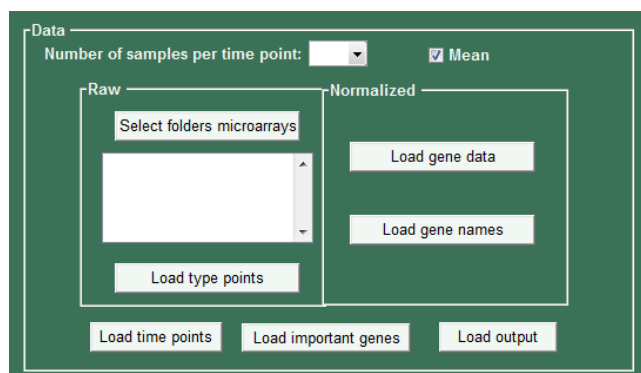 Data
Number of samples per time point:
Mean
Raw
Select folders microarrays
Load type points
Normalized
Load gene data
Load gene names
Load time points
Load important genes
Load output